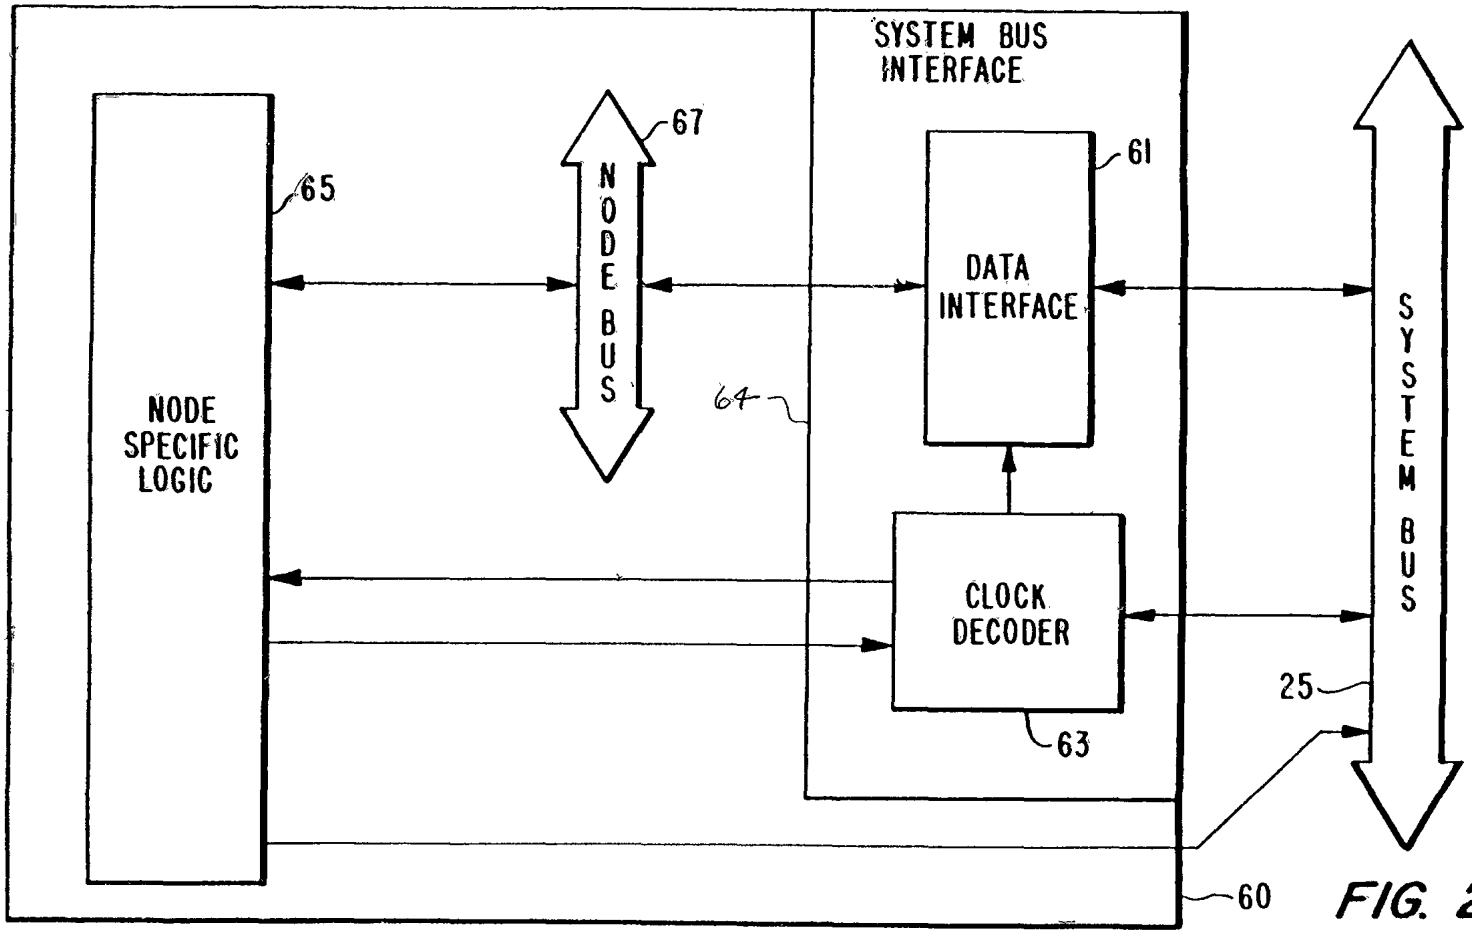 SYSTEM BUS
INTERFACE
67
61
65
NODE BUS
DATA
INTERFACE
SYSTEM BUS
64
NODE
SPECIFIC
LOGIC
CLOCK
DECODER
25
63
60
FIG. 2